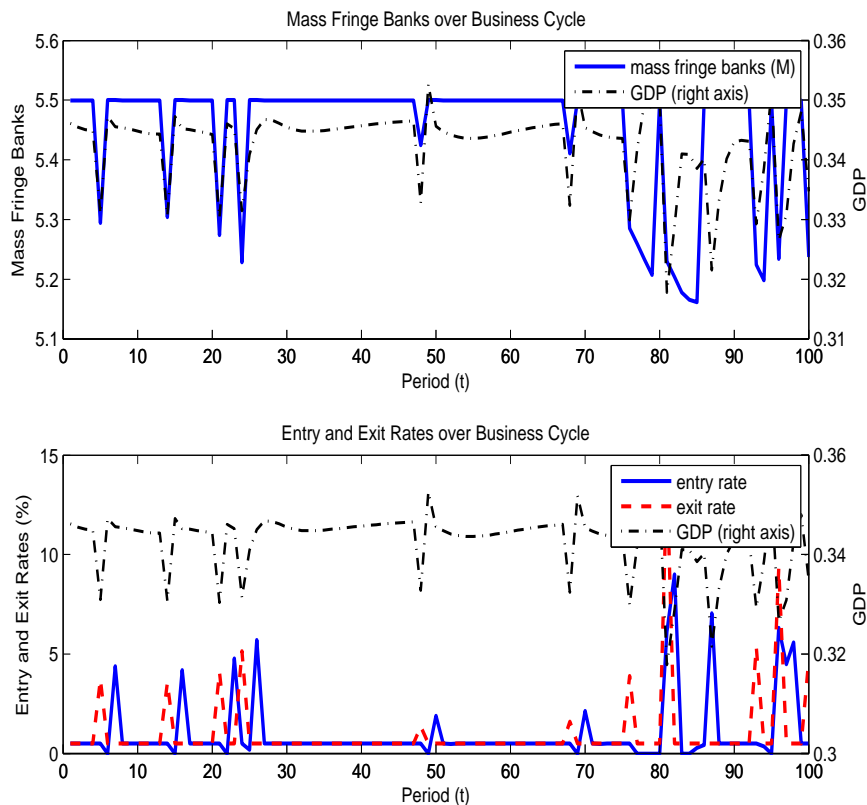 Mass Fringe Banks over Business Cycle
5.6
5.5
5.4
5.3
5.2
5.1
Mass Fringe Banks
0.36
0.35
0.34
0.33
0.32
0.31
GDP
mass fringe banks (M)
GDP (right axis)
0 10 20 30 40 50 60 70 80 90 100
Period (t)
Entry and Exit Rates over Business Cycle
15
10
5
0
Entry and Exit Rates (%)
0.36
0.34
0.32
0.3
GDP
entry rate
exit rate
GDP (right axis)
0 10 20 30 40 50 60 70 80 90 100
Period (t)